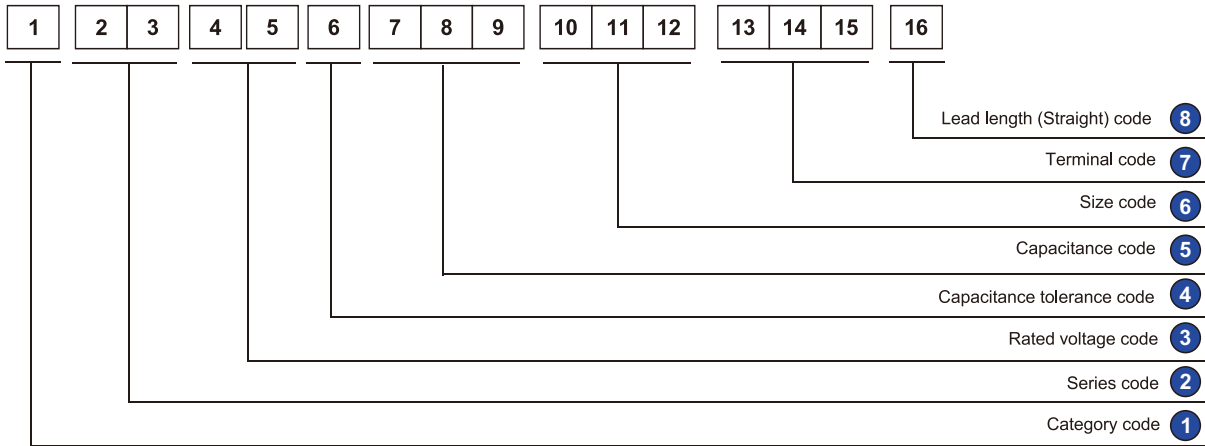 1 2 3 4 5 6 7 8 9 10 11 12 13 14 15 16
Lead length (Straight) code 8
Terminal code 7
Size code 6
Capacitance code 5
Capacitance tolerance code 4
Rated voltage code 3
Series code 2
Category code 1